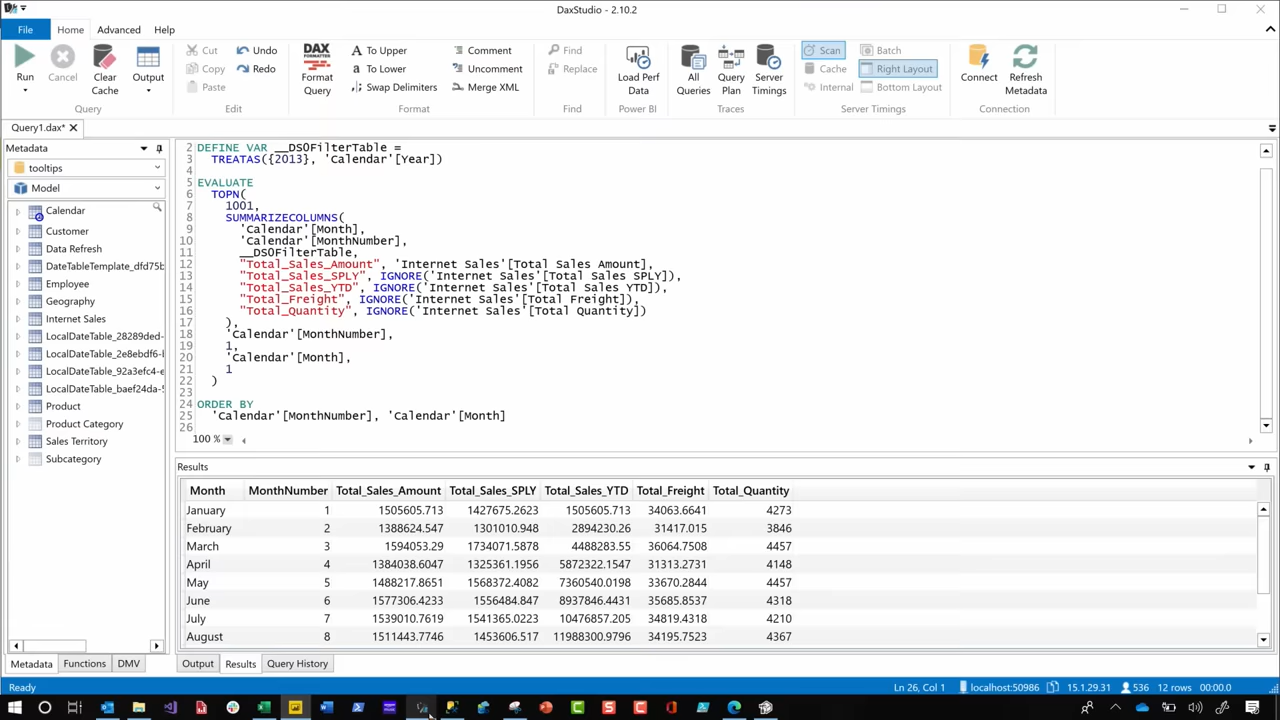 DaxStudio - 2.10.2
File Home Advanced Help
Run Cancel Clear Cache Output
Cut Copy Paste Undo Redo
DAX FORMATTER Format Query
To Upper To Lower Swap Delimiters
Comment Uncomment Merge XML
Find Replace
Load Perf Data
All Queries Query Plan Server Timings
Scan Cache Internal Batch Right Layout Bottom Layout
Connect Refresh Metadata
Query Edit Format Find Power BI Traces Server Timings Connection
Query1.dax*
Metadata
tooltips
Model
Calendar
Customer
Data Refresh
DateTableTemplate_dfd75b
Employee
Geography
Internet Sales
LocalDateTable_28289ded-
LocalDateTable_2e8ebdf6-b
LocalDateTable_92a3efc4-e
LocalDateTable_baef24da-5
Product
Product Category
Sales Territory
Subcategory
Metadata Functions DMV
2 DEFINE VAR __DS0FilterTable =
3 TREATAS({2013}, 'Calendar'[Year])
4
5 EVALUATE
6 TOPN(
7 1001,
8 SUMMARIZECOLUMNS(
9 'Calendar'[Month],
10 'Calendar'[MonthNumber],
11 __DS0FilterTable,
12 "Total_Sales_Amount", 'Internet Sales'[Total Sales Amount],
13 "Total_Sales_SPLY", IGNORE('Internet Sales'[Total Sales SPLY]),
14 "Total_Sales_YTD", IGNORE('Internet Sales'[Total Sales YTD]),
15 "Total_Freight", IGNORE('Internet Sales'[Total Freight]),
16 "Total_Quantity", IGNORE('Internet Sales'[Total Quantity])
17 ),
18 'Calendar'[MonthNumber],
19 1,
20 'Calendar'[Month],
21 1
22 )
23
24 ORDER BY
25 'Calendar'[MonthNumber], 'Calendar'[Month]
26
100 %
Results
Month MonthNumber Total_Sales_Amount Total_Sales_SPLY Total_Sales_YTD Total_Freight Total_Quantity
January 1 1505605.713 1427675.2623 1505605.713 34063.6641 4273
February 2 1388624.547 1301010.948 2894230.26 31417.015 3846
March 3 1594053.29 1734071.5878 4488283.55 36064.7508 4457
April 4 1384038.6047 1325361.1956 5872322.1547 31313.2731 4148
May 5 1488217.8651 1568372.4082 7360540.0198 33670.2844 4457
June 6 1577306.4233 1556484.847 8937846.4431 35685.8537 4318
July 7 1539010.7619 1541365.0223 10476857.205 34819.4318 4210
August 8 1511443.7746 1453606.517 11988300.9796 34195.7523 4367
Output Results Query History
Ready Ln 26, Col 1 localhost:50986 15.1.29.31 536 12 rows 00:00.0